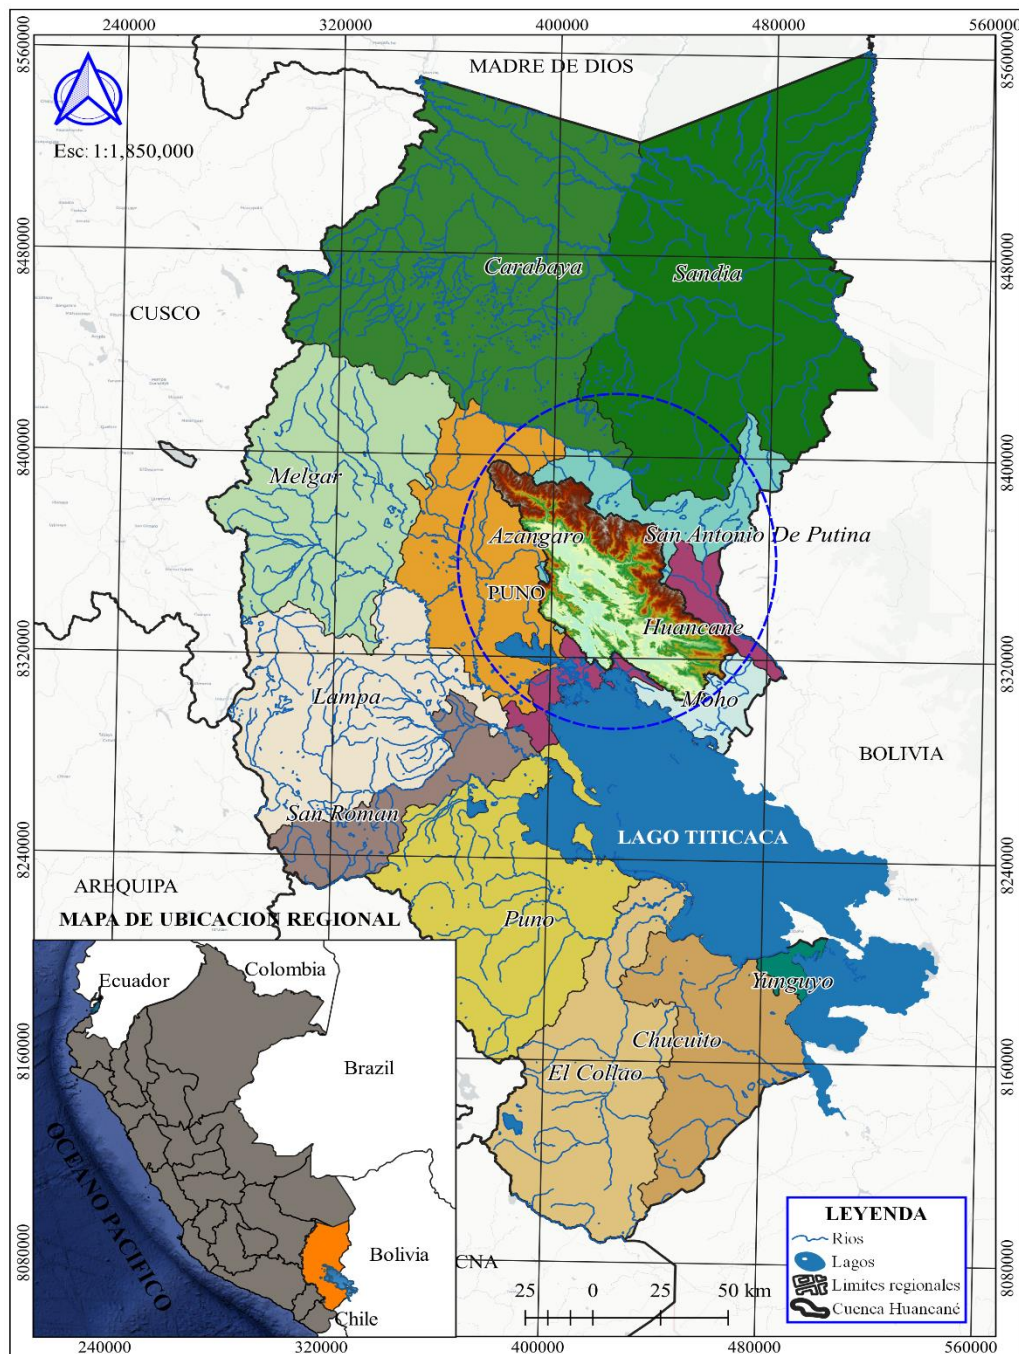 240000 320000 400000 480000 560000
8560000
8560000
MADRE DE DIOS
Esc: 1:1,850,000
8480000
8480000
Carabaya
Sandia
CUSCO
8400000
8400000
Melgar
Azangaro
San Antonio De Putina
PUNO
Huancane
8320000
8320000
Lampa
Moho
BOLIVIA
San Roman
LAGO TITICACA
8240000
8240000
AREQUIPA
MAPA DE UBICACION REGIONAL
Puno
Ecuador
Colombia
Yunguyo
Chucuito
El Collao
8160000
8160000
Brazil
OCEANO PACIFICO
Bolivia
CNA
Chile
8080000
8080000
LEYENDA
Rios
Lagos
Limites regionales
Cuenca Huancané
25 0 25 50 km
240000 320000 400000 480000 560000